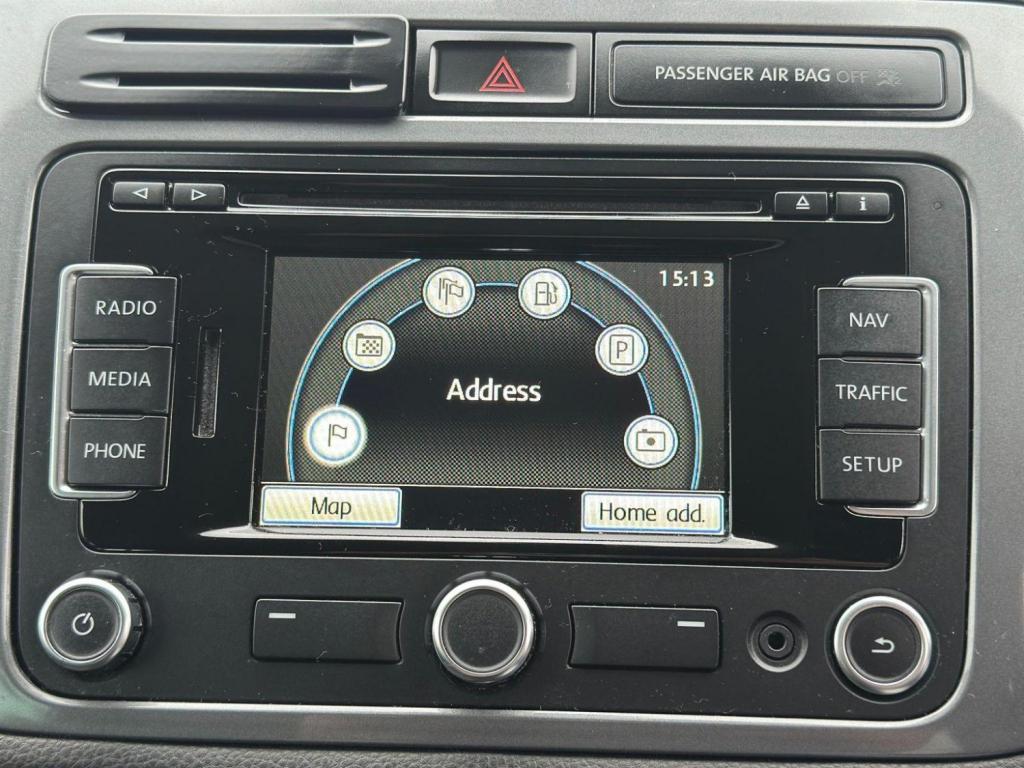 PASSENGER AIR BAG OFF
i
RADIO
MEDIA
PHONE
15:13
P
Address
Map
Home add.
NAV
TRAFFIC
SETUP